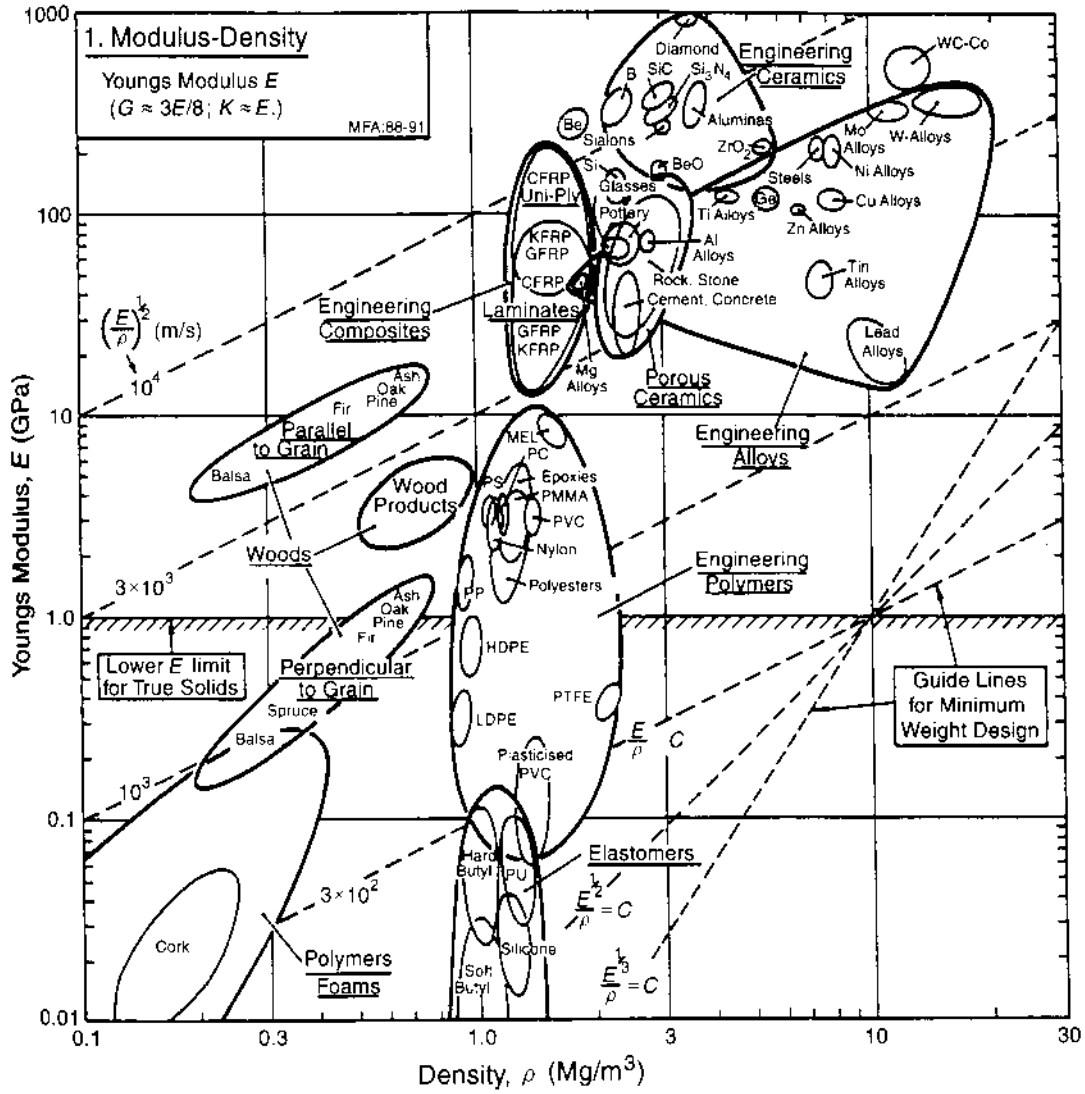 1. Modulus-Density
Youngs Modulus E
(G ≈ 3E/8; K ≈ E.)
MFA:88-91
1000
100
10
1.0
0.1
0.01
Youngs Modulus, E (GPa)
0.1
0.3
1.0
3
10
30
Density, ρ (Mg/m³)
Diamond
Engineering
Ceramics
WC-Co
B
SiC
Si₃N₄
Be
Sialons
Aluminas
Mo
Alloys
W-Alloys
ZrO₂
Si
BeO
Steels
Ni Alloys
CFRP
Uni-Ply
Glasses
Pottery
Ti Alloys
Ge
Cu Alloys
Zn Alloys
KFRP
GFRP
CFRP
Laminates
GFRP
KFRP
Al
Alloys
Rock, Stone
Cement, Concrete
Tin
Alloys
Engineering
Composites
Mg
Alloys
Porous
Ceramics
Lead
Alloys
Engineering
Alloys
(E/ρ)^½ (m/s)
10⁴
Ash
Oak
Pine
Fir
Parallel
to Grain
Balsa
Wood
Products
Woods
3×10³
MEL
PC
PS
Epoxies
PMMA
PVC
Nylon
Polyesters
PP
HDPE
LDPE
PTFE
Plasticised
PVC
Engineering
Polymers
Lower E limit
for True Solids
Ash
Oak
Pine
Fir
Perpendicular
to Grain
Spruce
Balsa
10³
Guide Lines
for Minimum
Weight Design
E/ρ C
Hard
Butyl
PU
Elastomers
3×10²
E^½/ρ = C
Silicone
Soft
Butyl
E^⅓/ρ = C
Cork
Polymers
Foams